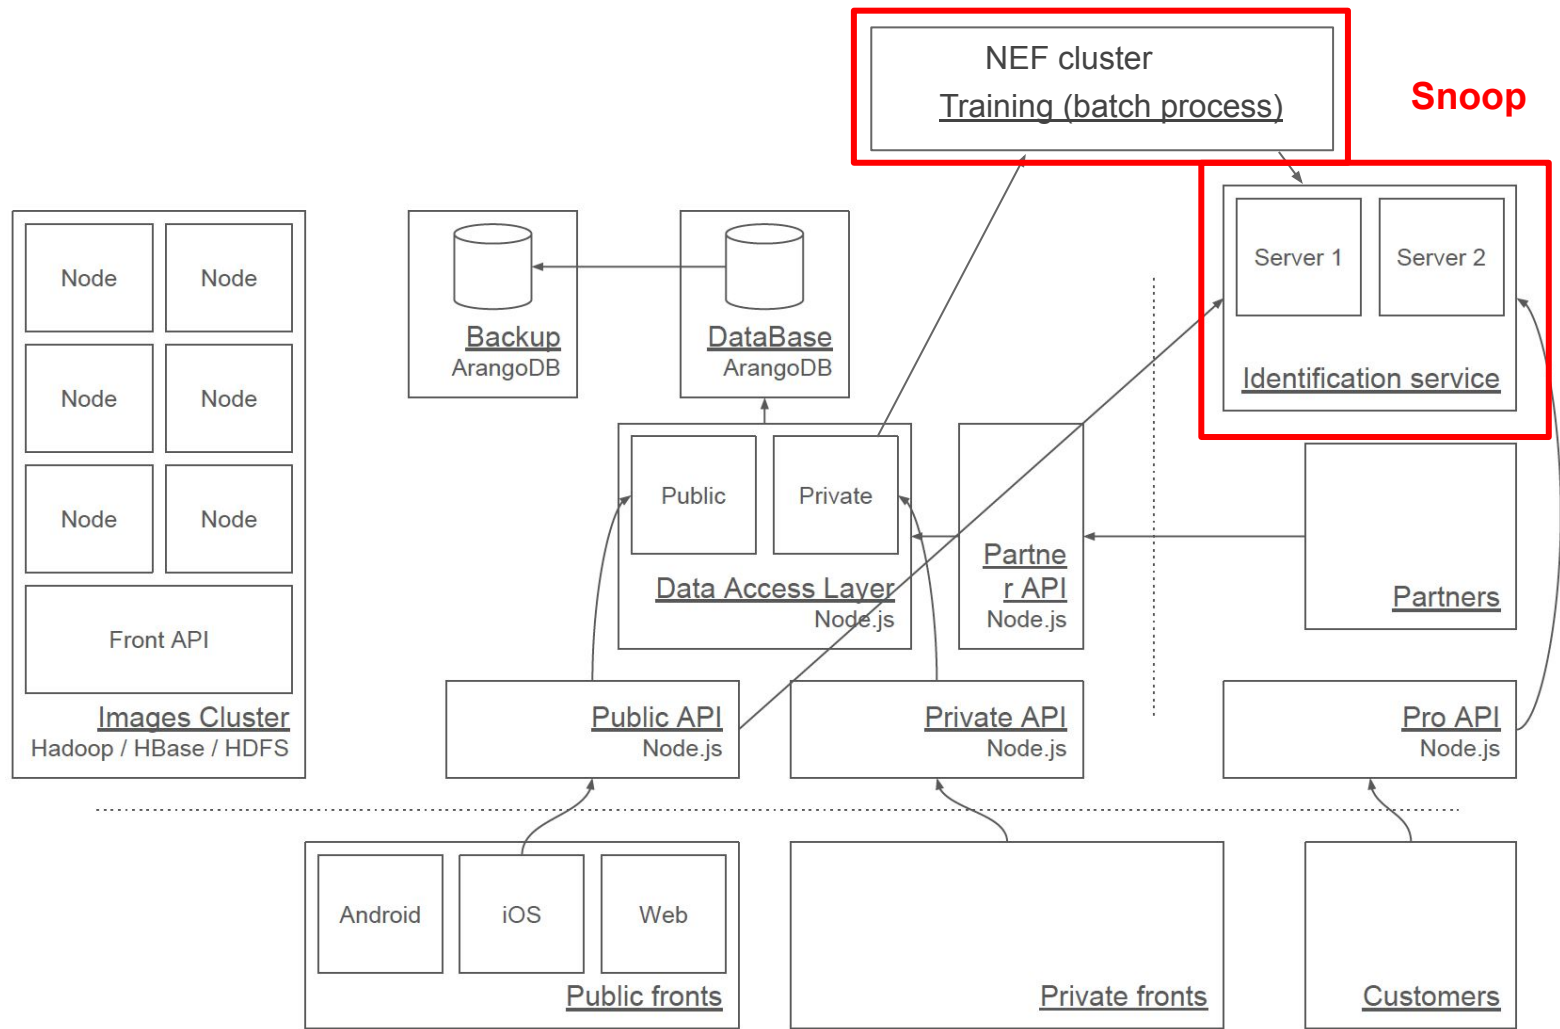 NEF cluster
Training (batch process)
Snoop
Node
Node
Node
Node
Node
Node
Front API
Images Cluster
Hadoop / HBase / HDFS
Backup
ArangoDB
DataBase
ArangoDB
Server 1
Server 2
Identification service
Public
Private
Data Access Layer
Node.js
Partne
r API
Node.js
Partners
Public API
Node.js
Private API
Node.js
Pro API
Node.js
Android
iOS
Web
Public fronts
Private fronts
Customers